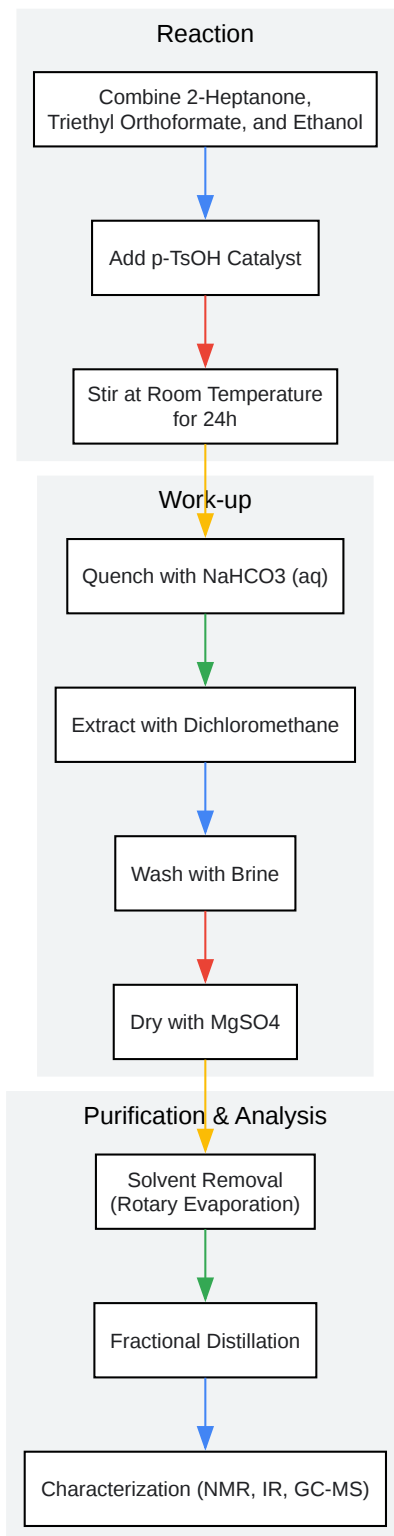 Reaction
Combine 2-Heptanone,
Triethyl Orthoformate, and Ethanol
Add p-TsOH Catalyst
Stir at Room Temperature
for 24h
Work-up
Quench with NaHCO3 (aq)
Extract with Dichloromethane
Wash with Brine
Dry with MgSO4
Purification & Analysis
Solvent Removal
(Rotary Evaporation)
Fractional Distillation
Characterization (NMR, IR, GC-MS)